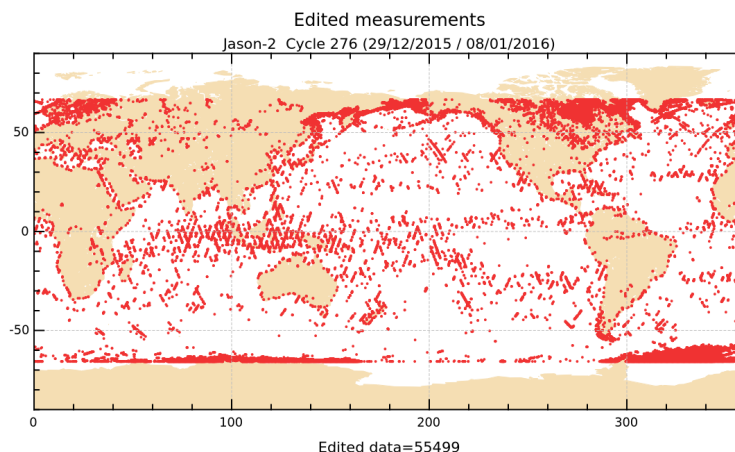 Edited measurements
Jason-2 Cycle 276 (29/12/2015 / 08/01/2016)
50
0
-50
0 100 200 300
Edited data=55499